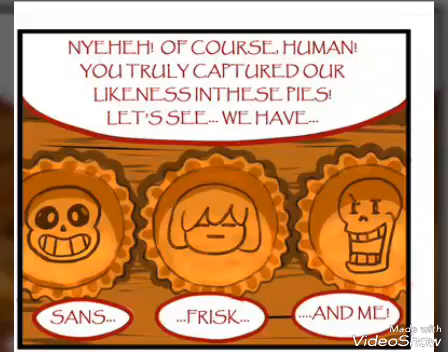 NYEHEH! OF COURSE, HUMAN!
YOU TRULY CAPTURED OUR
LIKENESS INTHESE PIES!
LET'S SEE... WE HAVE...
SANS...
...FRISK...
....AND ME!
Made with
VideoShow